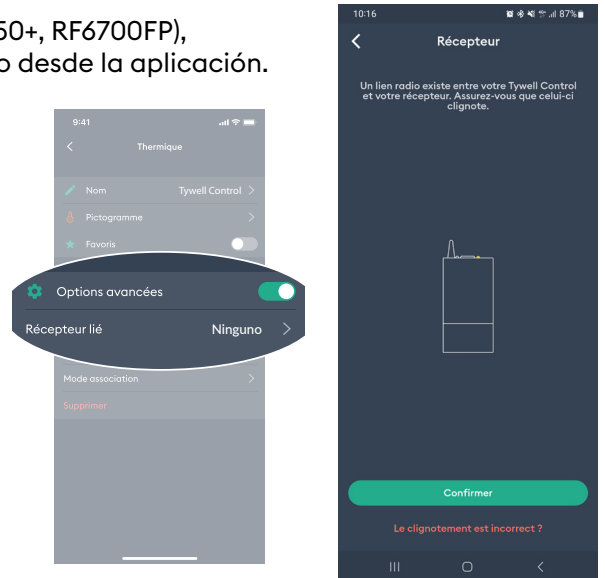 50+, RF6700FP),
o desde la aplicación.
9:41
Thermique
Nom
Tywell Control
Pictogramme
Favoris
Options avancées
Récepteur lié
Ninguno
Mode association
Supprimer
10:16
87%
Récepteur
Un lien radio existe entre votre Tywell Control
et votre récepteur. Assurez-vous que celui-ci
clignote.
Confirmer
Le clignotement est incorrect ?